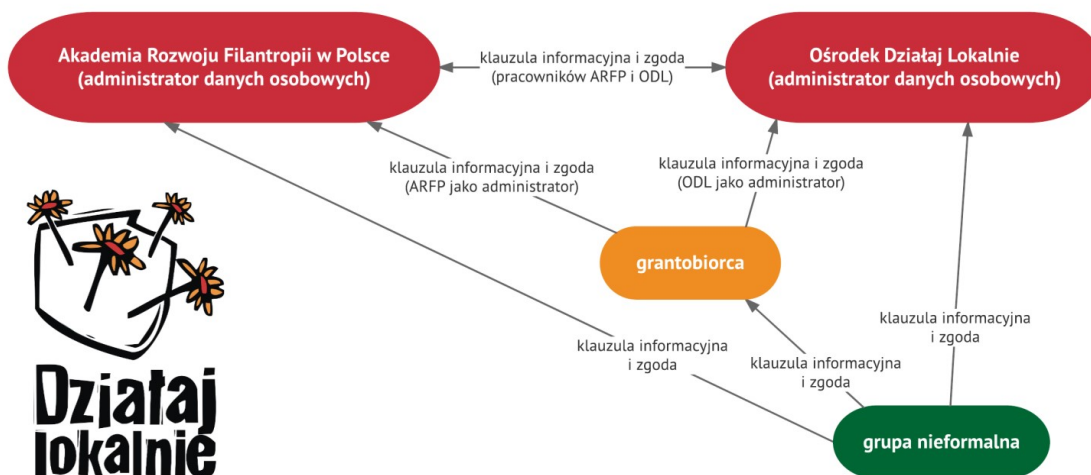 Akademia Rozwoju Filantropii w Polsce
(administrator danych osobowych)
klauzula informacyjna i zgoda
(pracowników ARFP i ODL)
Ośrodek Działaj Lokalnie
(administrator danych osobowych)
klauzula informacyjna i zgoda
(ARFP jako administrator)
klauzula informacyjna i zgoda
(ODL jako administrator)
grantobiorca
klauzula informacyjna
i zgoda
klauzula informacyjna
i zgoda
klauzula informacyjna
i zgoda
grupa nieformalna
Działaj
lokalnie